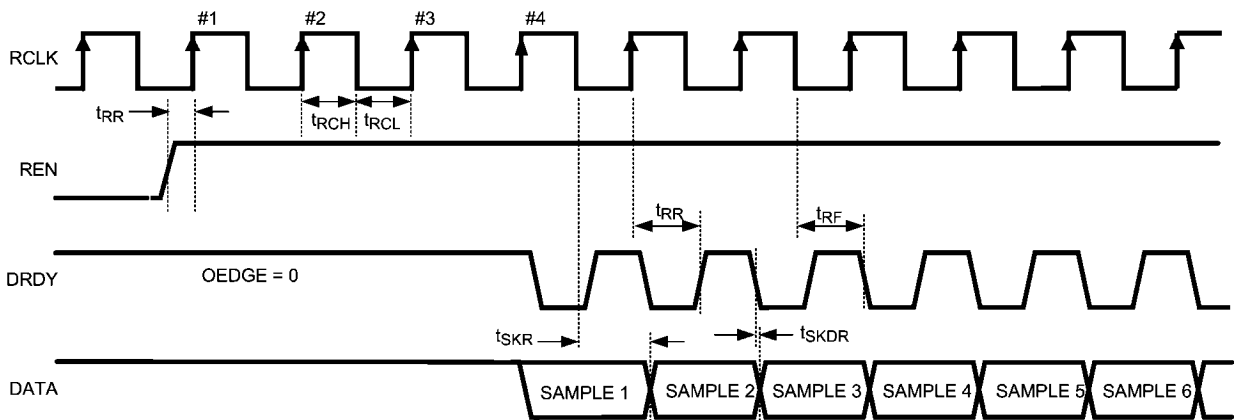 #1 #2 #3 #4
RCLK
tRR
tRCH tRCL
REN
tRR tRF
OEDGE = 0
DRDY
tSKR tSKDR
DATA SAMPLE 1 SAMPLE 2 SAMPLE 3 SAMPLE 4 SAMPLE 5 SAMPLE 6